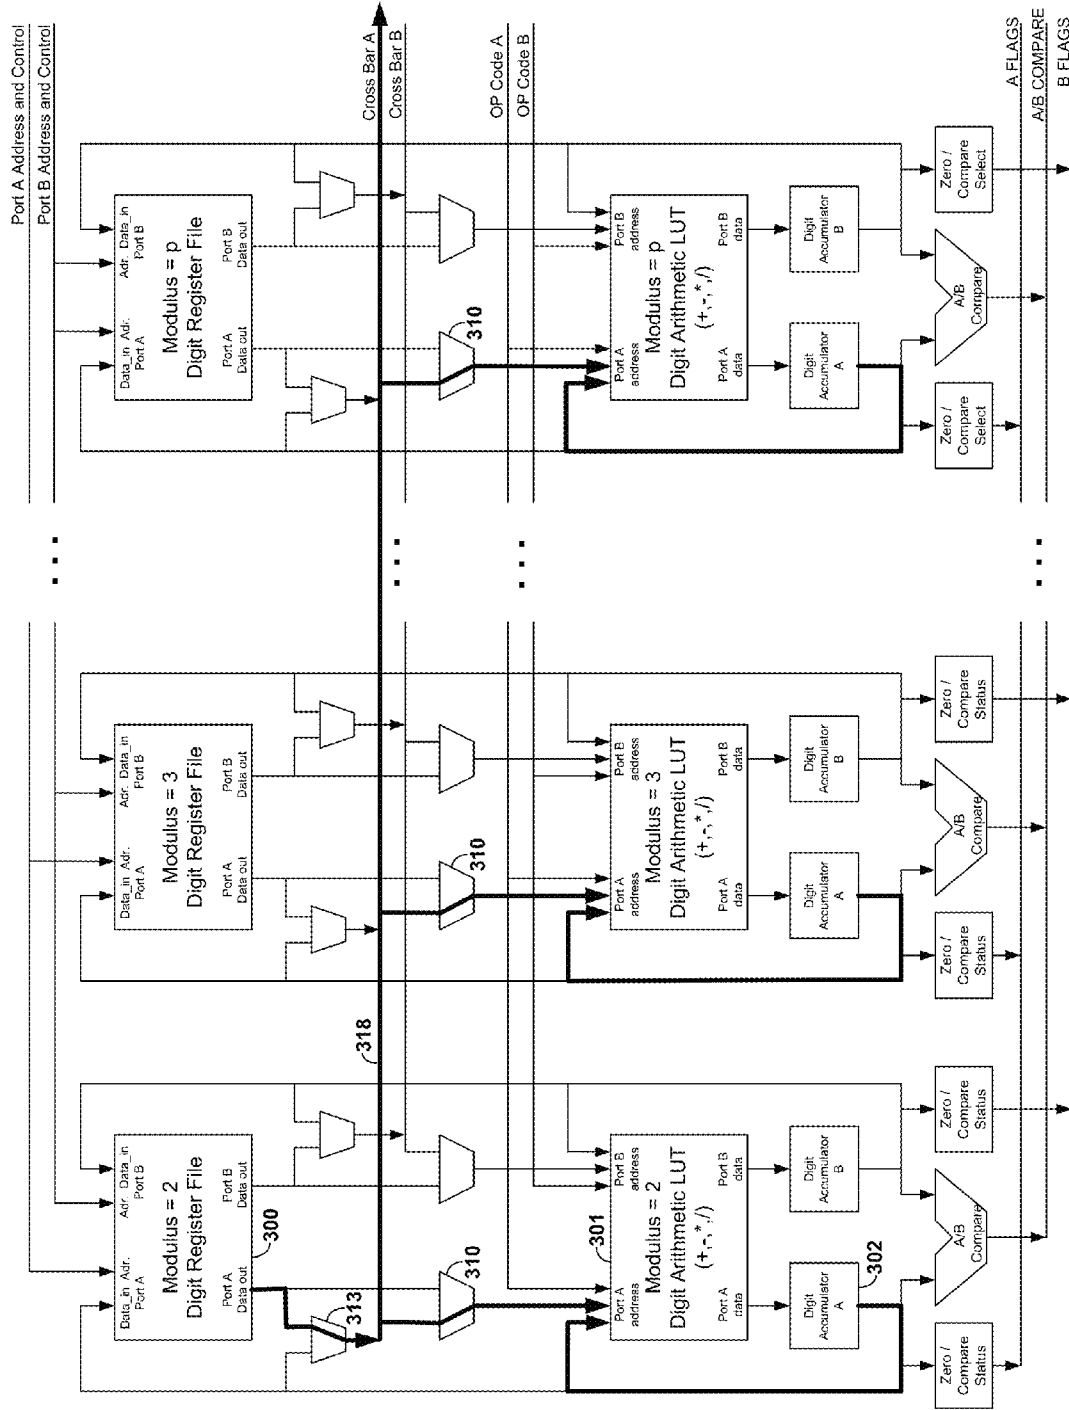 Port A Address and Control
Port B Address and Control
Data_in Adr.
Port A
Adr. Data_in
Port B
Modulus = 2
Digit Register File
Port A
Data out
Port B
Data out
300
313
310
318
Modulus = 2
Digit Arithmetic LUT
(+,-,*,/)
Port A
address
Port B
address
Port A
data
Port B
data
301
Digit
Accumulator
A
302
Digit
Accumulator
B
Zero /
Compare
Status
A/B
Compare
Zero /
Compare
Status
Data_in Adr.
Port A
Adr. Data_in
Port B
Modulus = 3
Digit Register File
Port A
Data out
Port B
Data out
310
Modulus = 3
Digit Arithmetic LUT
(+,-,*,/)
Port A
address
Port B
address
Port A
data
Port B
data
Digit
Accumulator
A
Digit
Accumulator
B
Zero /
Compare
Status
A/B
Compare
Zero /
Compare
Status
...
...
...
...
Data_in Adr.
Port A
Adr. Data_in
Port B
Modulus = p
Digit Register File
Port A
Data out
Port B
Data out
310
Modulus = p
Digit Arithmetic LUT
(+,-,*,/)
Port A
address
Port B
address
Port A
data
Port B
data
Digit
Accumulator
A
Digit
Accumulator
B
Zero /
Compare
Select
A/B
Compare
Zero /
Compare
Select
Cross Bar A
Cross Bar B
OP Code A
OP Code B
A FLAGS
A/B COMPARE
B FLAGS